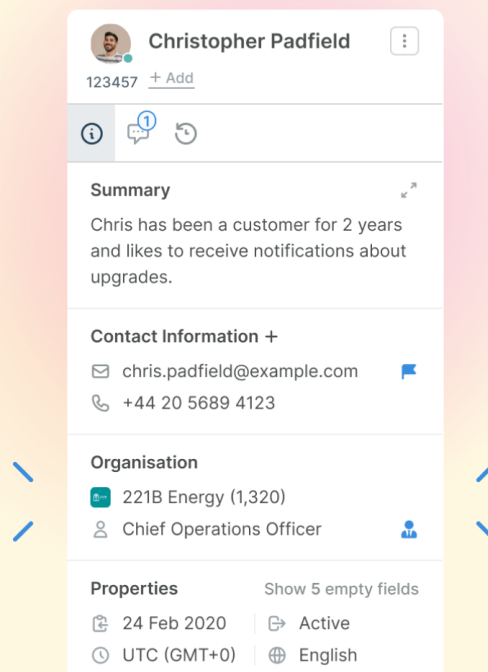 Christopher Padfield
123457 + Add
1
Summary
Chris has been a customer for 2 years
and likes to receive notifications about
upgrades.
Contact Information +
chris.padfield@example.com
+44 20 5689 4123
Organisation
221B Energy (1,320)
Chief Operations Officer
Properties Show 5 empty fields
24 Feb 2020 Active
UTC (GMT+0) English